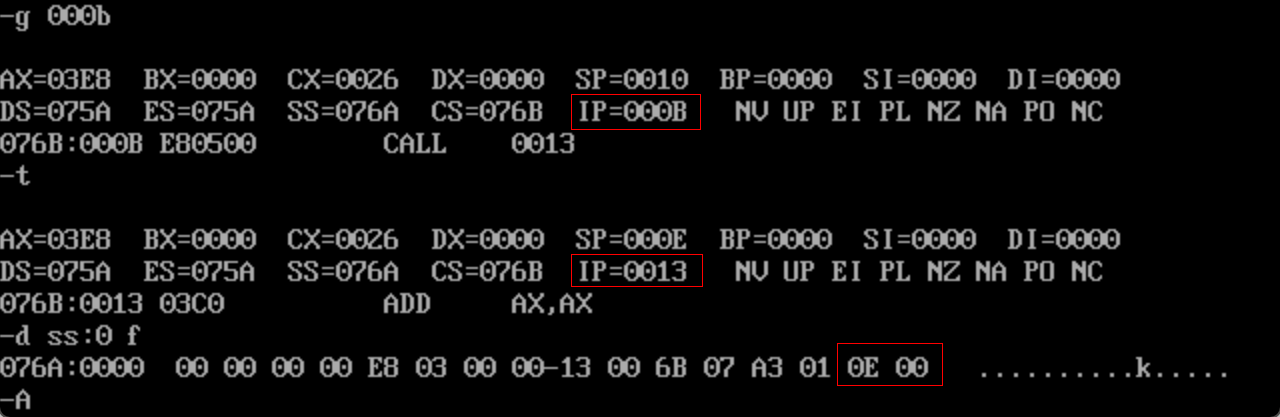 -g 000b
AX=03E8 BX=0000 CX=0026 DX=0000 SP=0010 BP=0000 SI=0000 DI=0000
DS=075A ES=075A SS=076A CS=076B IP=000B NV UP EI PL NZ NA PO NC
076B:000B E80500 CALL 0013
-t
AX=03E8 BX=0000 CX=0026 DX=0000 SP=000E BP=0000 SI=0000 DI=0000
DS=075A ES=075A SS=076A CS=076B IP=0013 NV UP EI PL NZ NA PO NC
076B:0013 03C0 ADD AX,AX
-d ss:0 f
076A:0000 00 00 00 00 E8 03 00 00-13 00 6B 07 A3 01 0E 00 ..........k.....
-A